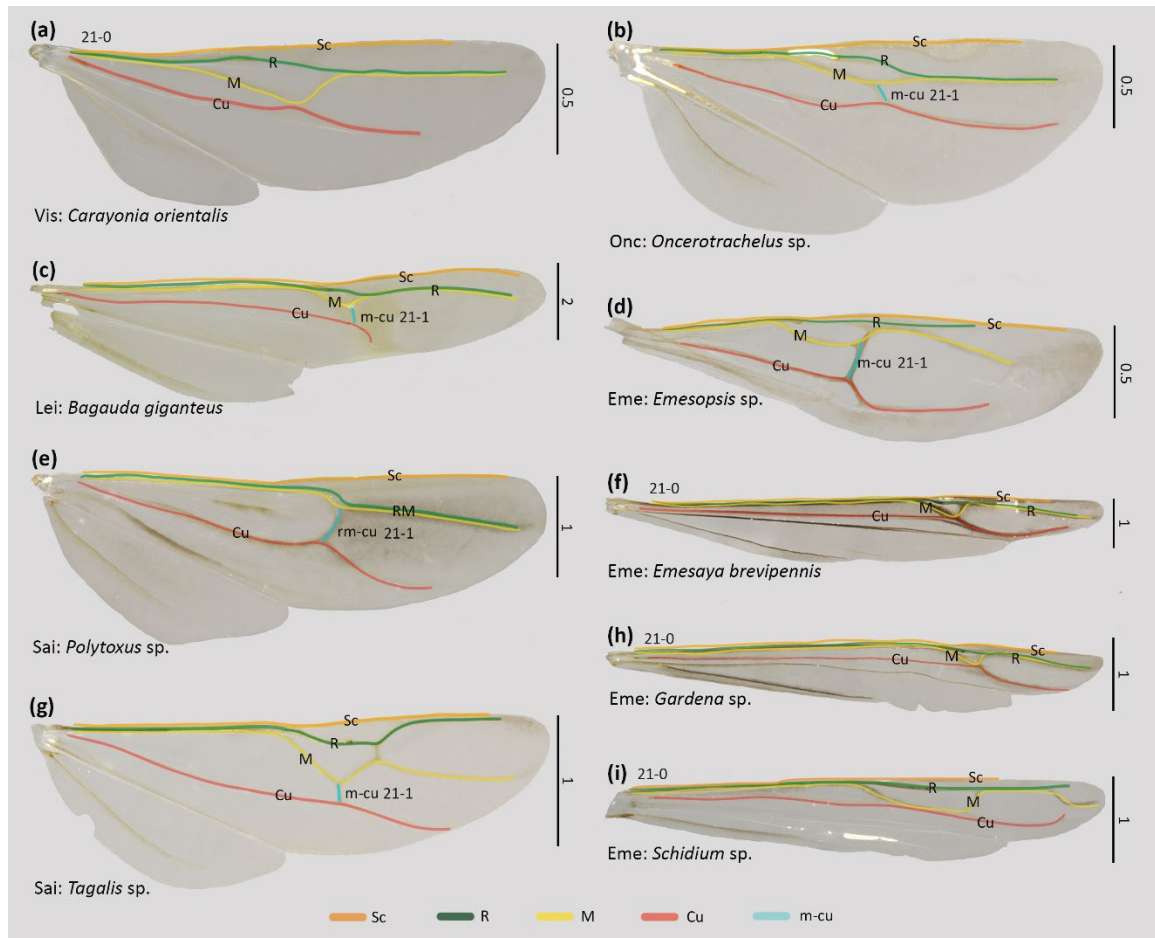 (a)
21-0
Sc
R
M
Cu
0.5
Vis: Carayonia orientalis
(b)
Sc
R
M
m-cu 21-1
Cu
0.5
Onc: Oncerotrachelus sp.
(c)
Sc
R
M
Cu
m-cu 21-1
2
Lei: Bagauda giganteus
(d)
R
Sc
M
m-cu 21-1
Cu
0.5
Eme: Emesopsis sp.
(e)
Sc
RM
Cu
rm-cu 21-1
1
Sai: Polytoxus sp.
(f)
21-0
Sc
M
R
Cu
1
Eme: Emesaya brevipennis
(h)
21-0
Sc
M
R
Cu
1
Eme: Gardena sp.
(g)
Sc
R
M
m-cu 21-1
Cu
1
Sai: Tagalis sp.
(i)
21-0
Sc
R
M
Cu
1
Eme: Schidium sp.
Sc R M Cu m-cu